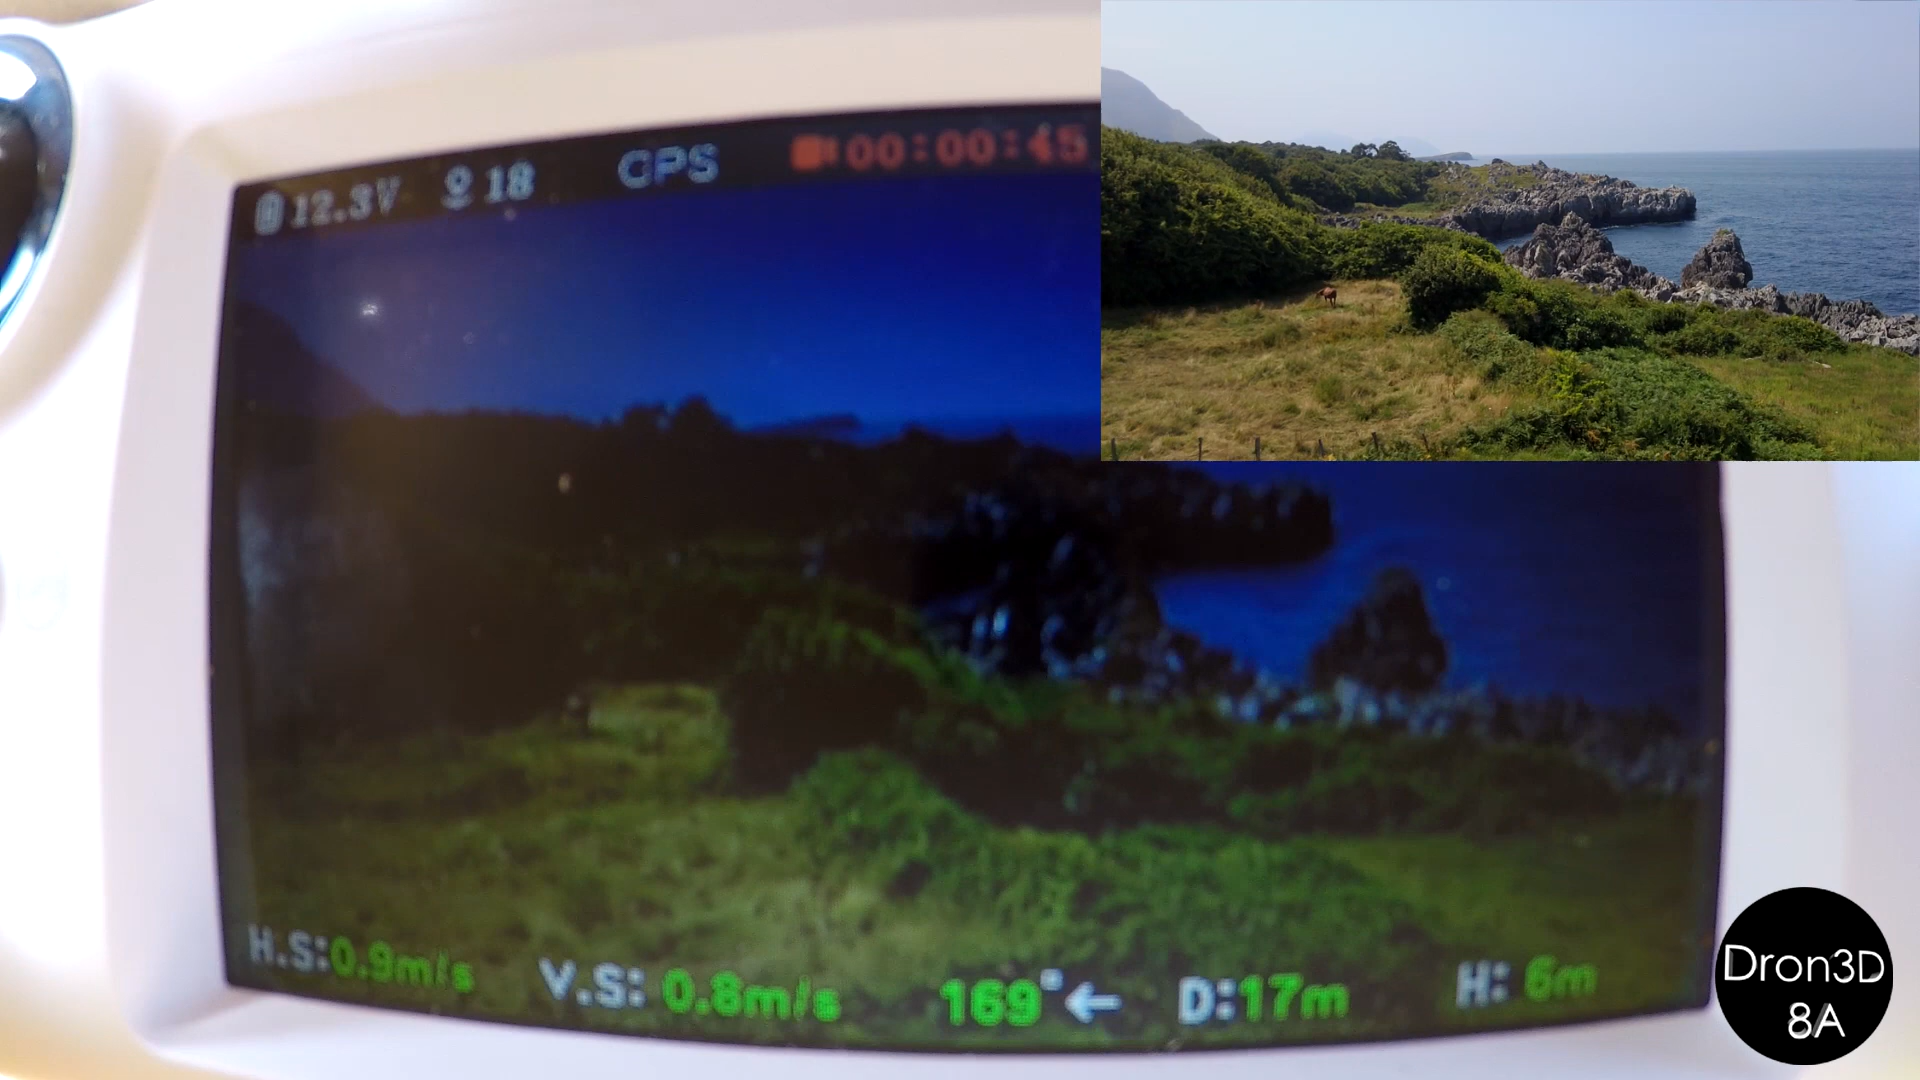 12.3V 18 GPS 00:00:45
H.S:0.9m/s V.S: 0.8m/s 169° ← D:17m H: 6m
Dron3D
8A